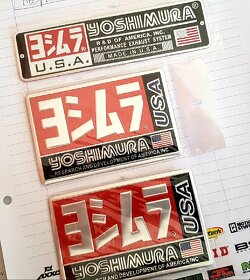 ヨシムラ YOSHIMURA®
R & D OF AMERICA, INC.
U.S.A. PERFORMANCE EXHAUST SYSTEM
MADE IN U.S.A.
ヨシムラ USA
YOSHIMURA
RESEARCH AND DEVELOPMENT OF AMERICA, INC
ヨシムラ USA
YOSHIMURA
RESEARCH AND DEVELOPMENT OF AMERICA, INC